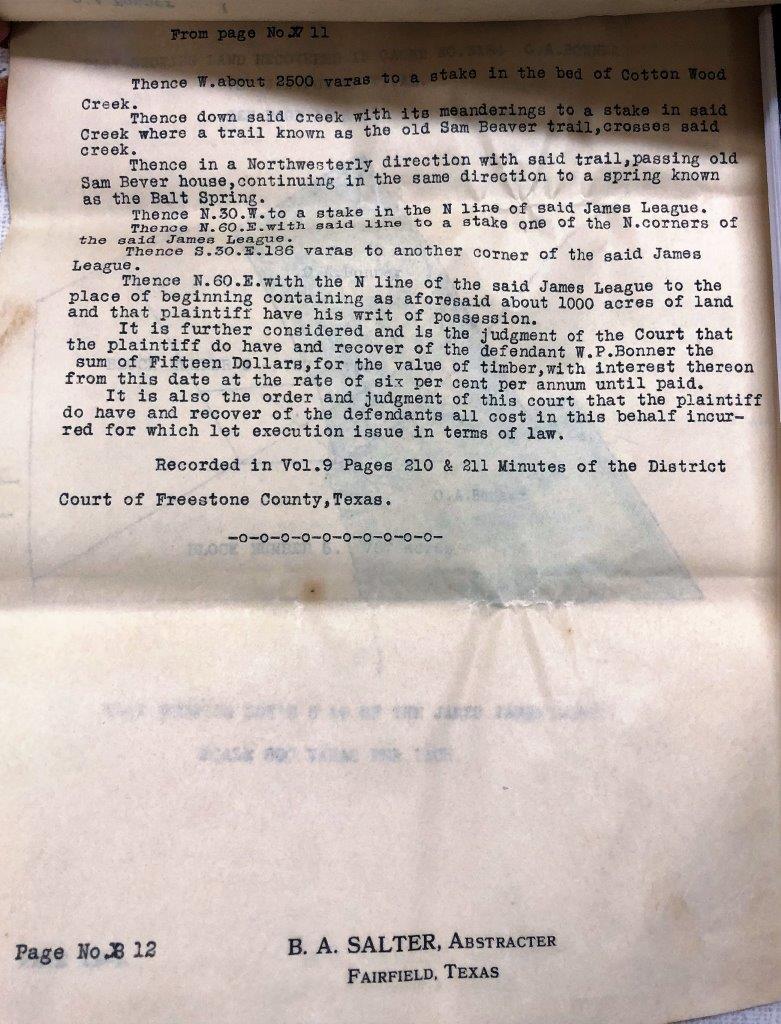 From page No. 11
Thence W.about 2500 varas to a stake in the bed of Cotton Wood
Creek.
Thence down said creek with its meanderings to a stake in said
Creek where a trail known as the old Sam Beaver trail,crosses said
creek.
Thence in a Northwesterly direction with said trail,passing old
Sam Bever house,continuing in the same direction to a spring known
as the Balt Spring.
Thence N.30.W.to a stake in the N line of said James League.
Thence N.60.E.with said line to a stake one of the N.corners of
the said James League.
Thence S.30.E.186 varas to another corner of the said James
League.
Thence N.60.E.with the N line of the said James League to the
place of beginning containing as aforesaid about 1000 acres of land
and that plaintiff have his writ of possession.
It is further considered and is the judgment of the Court that
the plaintiff do have and recover of the defendant W.P.Bonner the
sum of Fifteen Dollars,for the value of timber,with interest thereon
from this date at the rate of six per cent per annum until paid.
It is also the order and judgment of this court that the plaintiff
do have and recover of the defendants all cost in this behalf incur-
red for which let execution issue in terms of law.
Recorded in Vol.9 Pages 210 & 211 Minutes of the District
Court of Freestone County,Texas.
-o-o-o-o-o-o-o-o-o-o-
O.A.Bonner
BLOCK NUMBER 6.
Page No. 12
B. A. SALTER, ABSTRACTER
FAIRFIELD, TEXAS